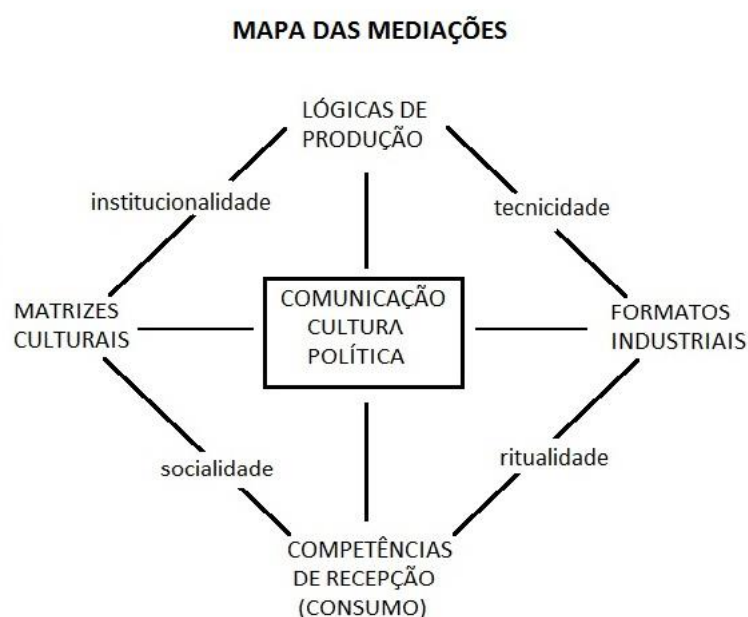 MAPA DAS MEDIAÇÕES
LÓGICAS DE
PRODUÇÃO
institucionalidade
tecnicidade
MATRIZES
CULTURAIS
COMUNICAÇÃO
CULTURA
POLÍTICA
FORMATOS
INDUSTRIAIS
socialidade
ritualidade
COMPETÊNCIAS
DE RECEPÇÃO
(CONSUMO)